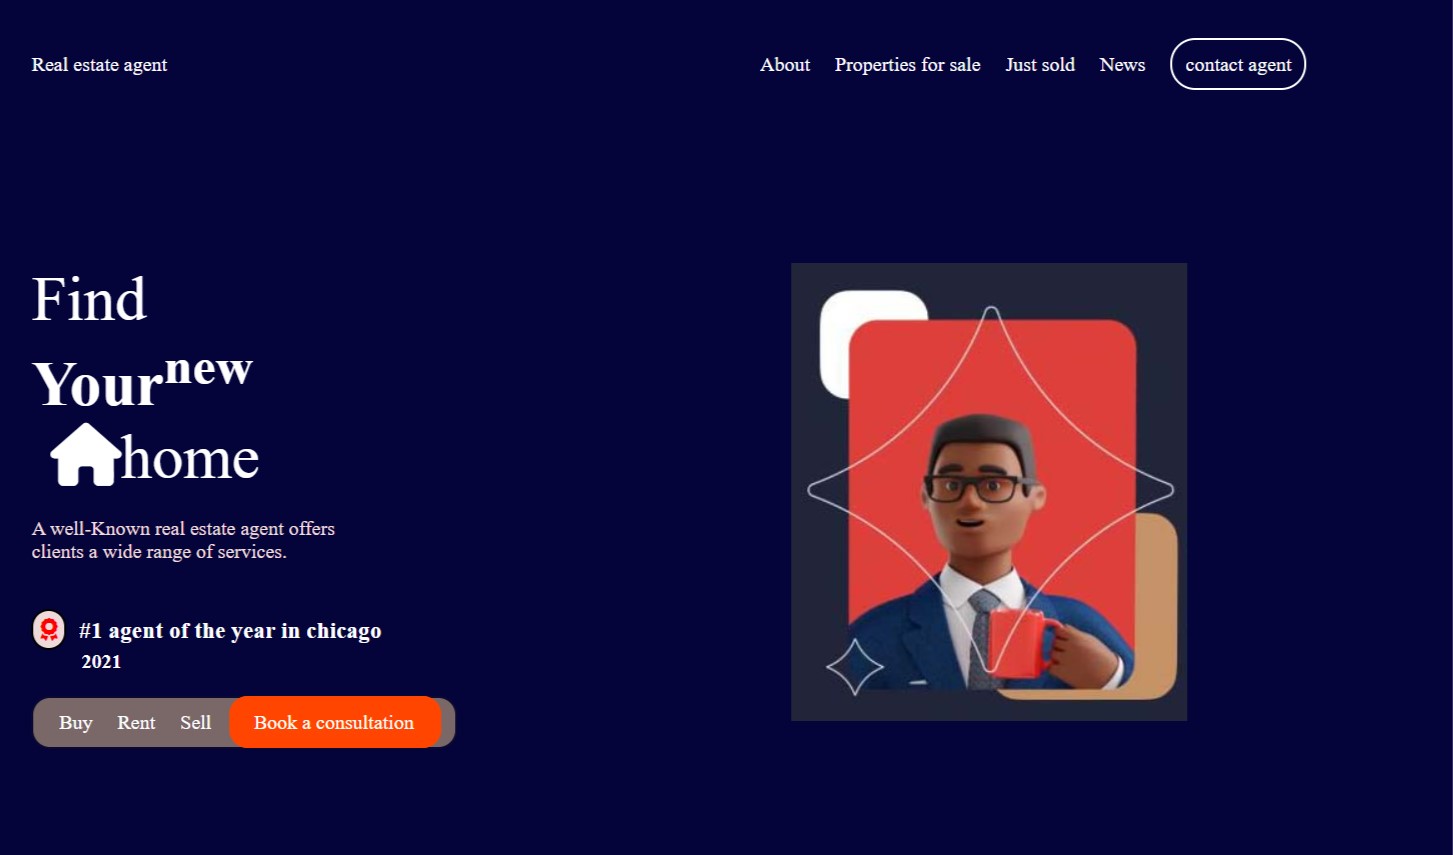 Real estate agent
About Properties for sale Just sold News contact agent
Find
Your new
home
A well-Known real estate agent offers
clients a wide range of services.
#1 agent of the year in chicago
2021
Buy Rent Sell Book a consultation